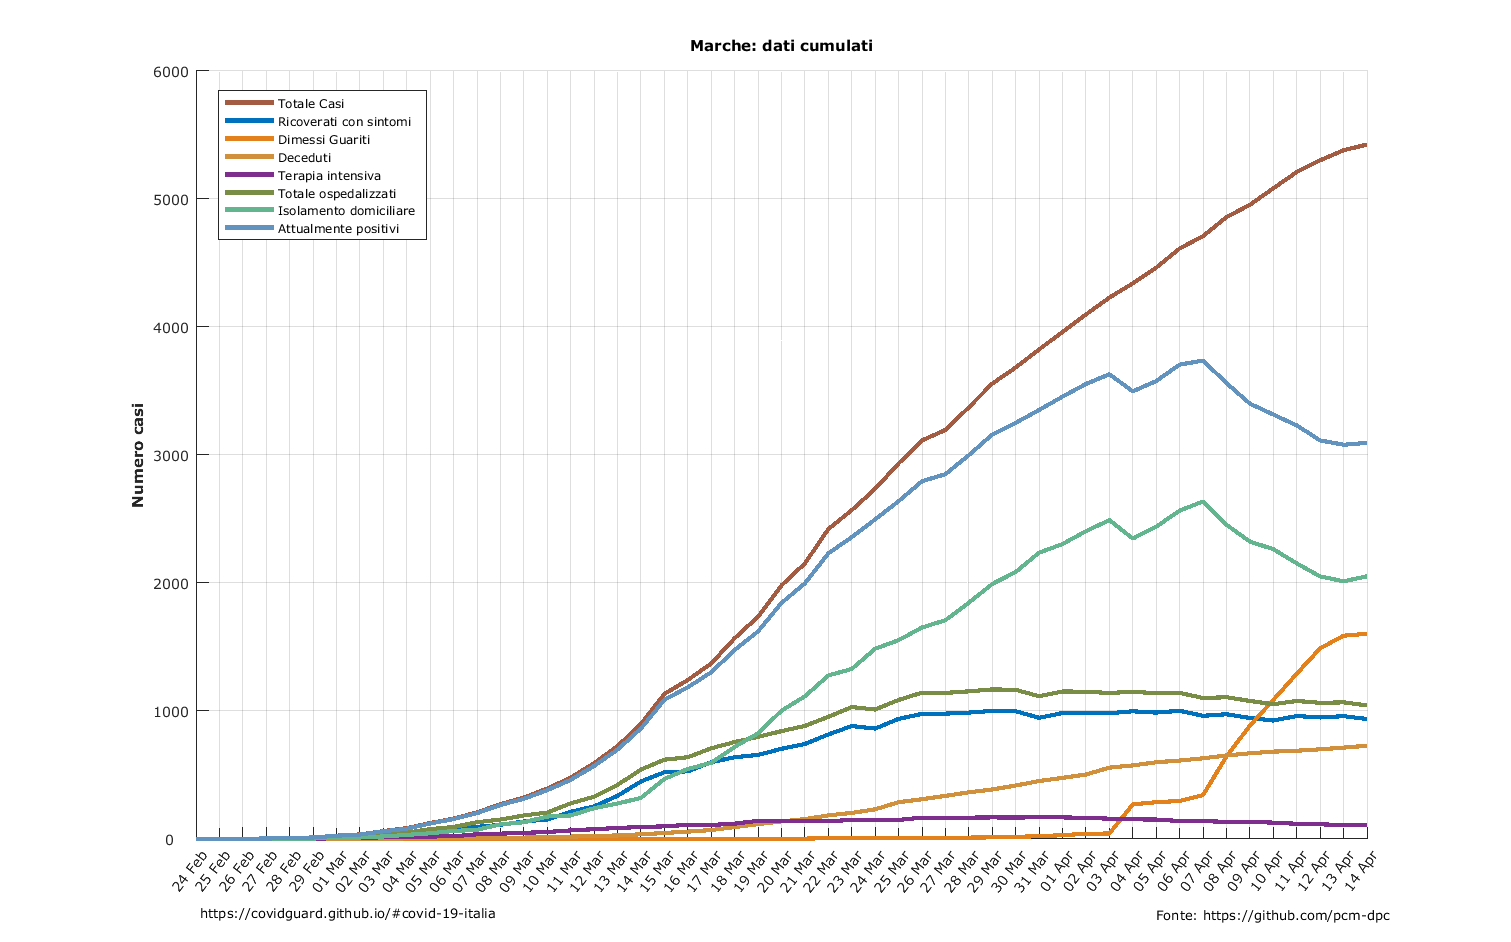 Marche: dati cumulati
6000
5000
4000
3000
2000
1000
0
Numero casi
Totale Casi
Ricoverati con sintomi
Dimessi Guariti
Deceduti
Terapia intensiva
Totale ospedalizzati
Isolamento domiciliare
Attualmente positivi
24 Feb
25 Feb
26 Feb
27 Feb
28 Feb
29 Feb
01 Mar
02 Mar
03 Mar
04 Mar
05 Mar
06 Mar
07 Mar
08 Mar
09 Mar
10 Mar
11 Mar
12 Mar
13 Mar
14 Mar
15 Mar
16 Mar
17 Mar
18 Mar
19 Mar
20 Mar
21 Mar
22 Mar
23 Mar
24 Mar
25 Mar
26 Mar
27 Mar
28 Mar
29 Mar
30 Mar
31 Mar
01 Apr
02 Apr
03 Apr
04 Apr
05 Apr
06 Apr
07 Apr
08 Apr
09 Apr
10 Apr
11 Apr
12 Apr
13 Apr
14 Apr
https://covidguard.github.io/#covid-19-italia
Fonte: https://github.com/pcm-dpc